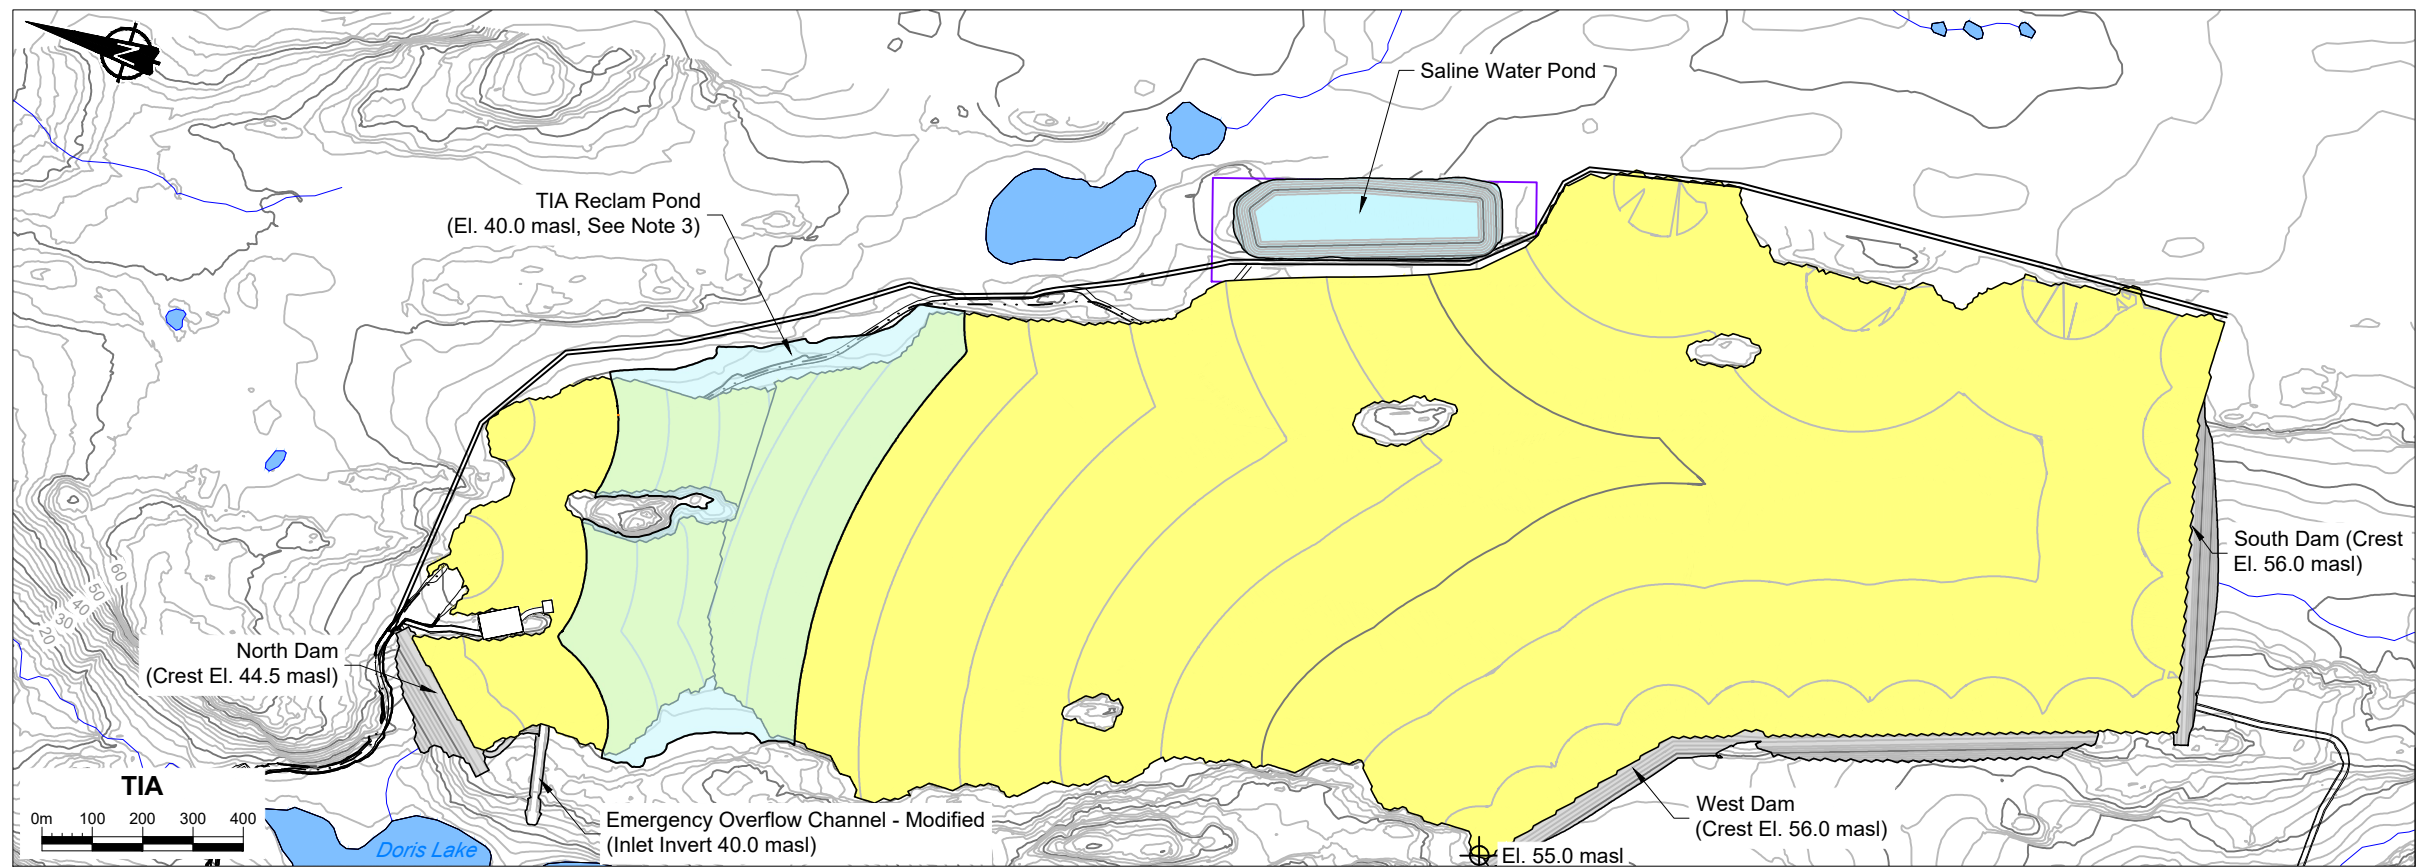 N
Saline Water Pond
TIA Reclam Pond
(El. 40.0 masl, See Note 3)
60
50
40
30
20
South Dam (Crest
El. 56.0 masl)
North Dam
(Crest El. 44.5 masl)
TIA
0m 100 200 300 400
Doris Lake
Emergency Overflow Channel - Modified
(Inlet Invert 40.0 masl)
West Dam
(Crest El. 56.0 masl)
El. 55.0 masl